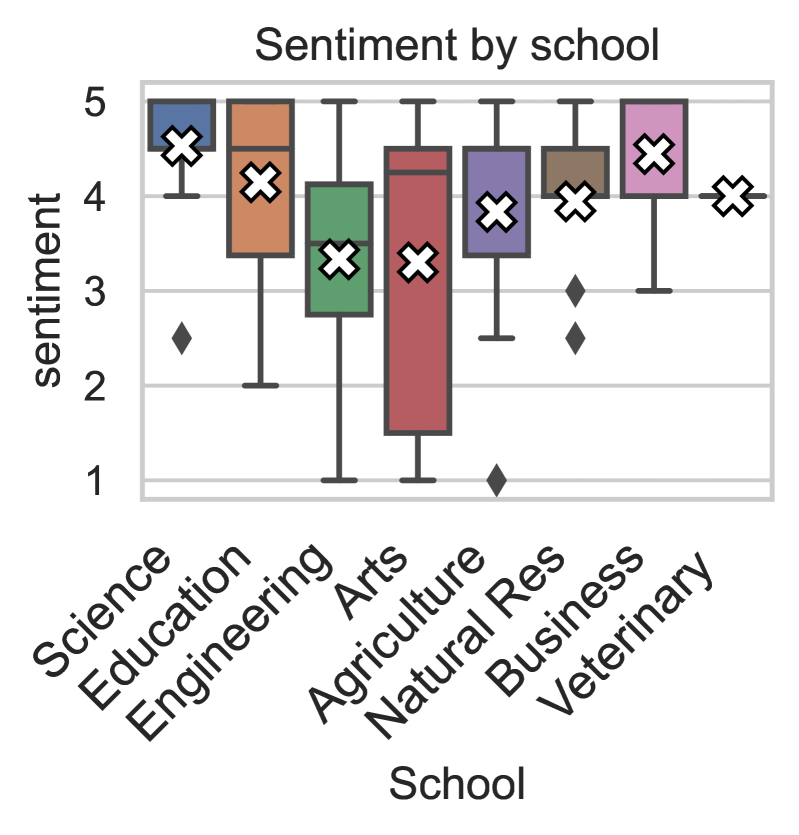 Sentiment by school
sentiment
5
4
3
2
1
Science
Education
Engineering
Arts
Agriculture
Natural Res
Business
Veterinary
School